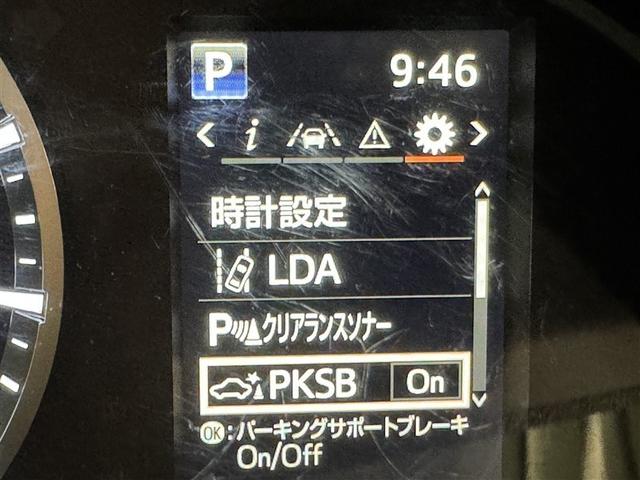 P 9:46
時計設定
LDA
Pクリアランスソナー
PKSB On
OK:パーキングサポートブレーキ
On/Off